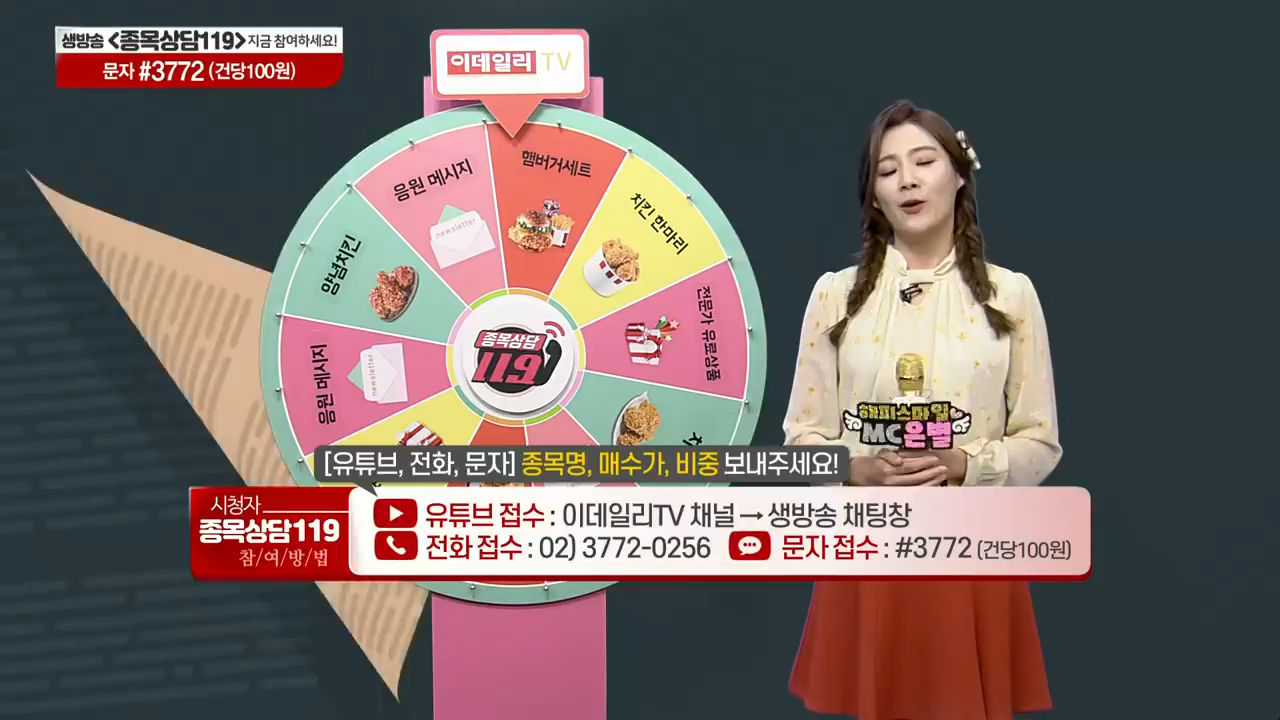 생방송 <종목상담119> 지금 참여하세요!
문자 #3772 (건당100원)
이데일리 TV
햄버거세트
응원 메시지
newsletter
치킨 한마리
양념치킨
전문가 유료상품
응원 메시지
newsletter
종목상담
119
해피스마일
MC은별
[유튜브, 전화, 문자] 종목명, 매수가, 비중 보내주세요!
시청자
종목상담119
참/여/방/법
유튜브 접수 : 이데일리TV 채널 → 생방송 채팅창
전화 접수 : 02) 3772-0256
문자 접수 : #3772 (건당100원)